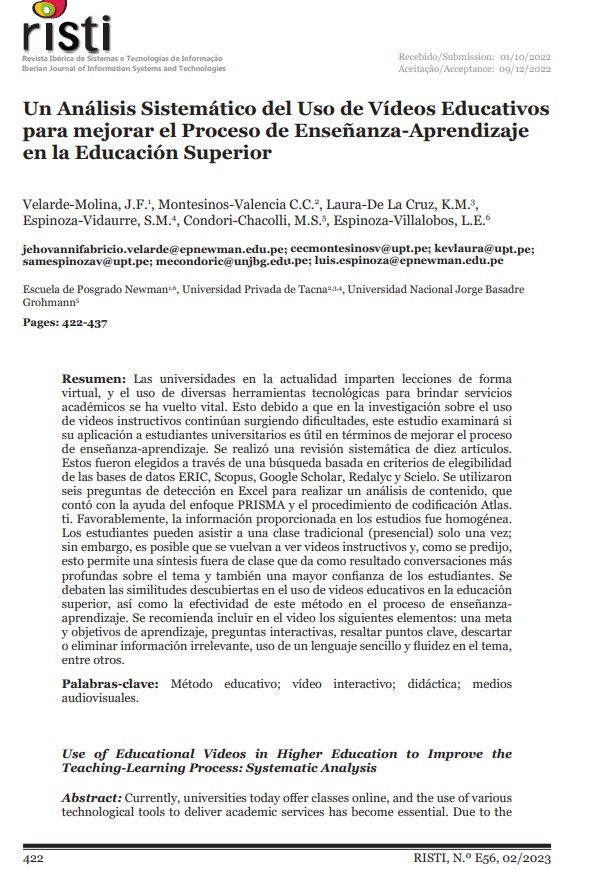 risti
Revista Ibérica de Sistemas e Tecnologias de Informação
Iberian Journal of Information Systems and Technologies
Recebido/Submission: 01/10/2022
Aceitação/Acceptance: 09/12/2022
Un Análisis Sistemático del Uso de Vídeos Educativos
para mejorar el Proceso de Enseñanza-Aprendizaje
en la Educación Superior
Velarde-Molina, J.F.¹, Montesinos-Valencia C.C.², Laura-De La Cruz, K.M.³,
Espinoza-Vidaurre, S.M.⁴, Condori-Chacolli, M.S.⁵, Espinoza-Villalobos, L.E.⁶
jehovannifabricio.velarde@epnewman.edu.pe; cecmontesinosv@upt.pe; kevlaura@upt.pe;
samespinozav@upt.pe; mecondoric@unjbg.edu.pe; luis.espinoza@epnewman.edu.pe
Escuela de Posgrado Newman¹,⁶, Universidad Privada de Tacna²,³,⁴, Universidad Nacional Jorge Basadre
Grohmann⁵
Pages: 422-437
Resumen: Las universidades en la actualidad imparten lecciones de forma
virtual, y el uso de diversas herramientas tecnológicas para brindar servicios
académicos se ha vuelto vital. Esto debido a que en la investigación sobre el uso
de videos instructivos continúan surgiendo dificultades, este estudio examinará si
su aplicación a estudiantes universitarios es útil en términos de mejorar el proceso
de enseñanza-aprendizaje. Se realizó una revisión sistemática de diez artículos.
Estos fueron elegidos a través de una búsqueda basada en criterios de elegibilidad
de las bases de datos ERIC, Scopus, Google Scholar, Redalyc y Scielo. Se utilizaron
seis preguntas de detección en Excel para realizar un análisis de contenido, que
contó con la ayuda del enfoque PRISMA y el procedimiento de codificación Atlas.
ti. Favorablemente, la información proporcionada en los estudios fue homogénea.
Los estudiantes pueden asistir a una clase tradicional (presencial) solo una vez;
sin embargo, es posible que se vuelvan a ver videos instructivos y, como se predijo,
esto permite una síntesis fuera de clase que da como resultado conversaciones más
profundas sobre el tema y también una mayor confianza de los estudiantes. Se
debaten las similitudes descubiertas en el uso de videos educativos en la educación
superior, así como la efectividad de este método en el proceso de enseñanza-
aprendizaje. Se recomienda incluir en el video los siguientes elementos: una meta
y objetivos de aprendizaje, preguntas interactivas, resaltar puntos clave, descartar
o eliminar información irrelevante, uso de un lenguaje sencillo y fluidez en el tema,
entre otros.
Palabras-clave: Método educativo; vídeo interactivo; didáctica; medios
audiovisuales.
Use of Educational Videos in Higher Education to Improve the
Teaching-Learning Process: Systematic Analysis
Abstract: Currently, universities today offer classes online, and the use of various
technological tools to deliver academic services has become essential. Due to the
422
RISTI, N.º E56, 02/2023